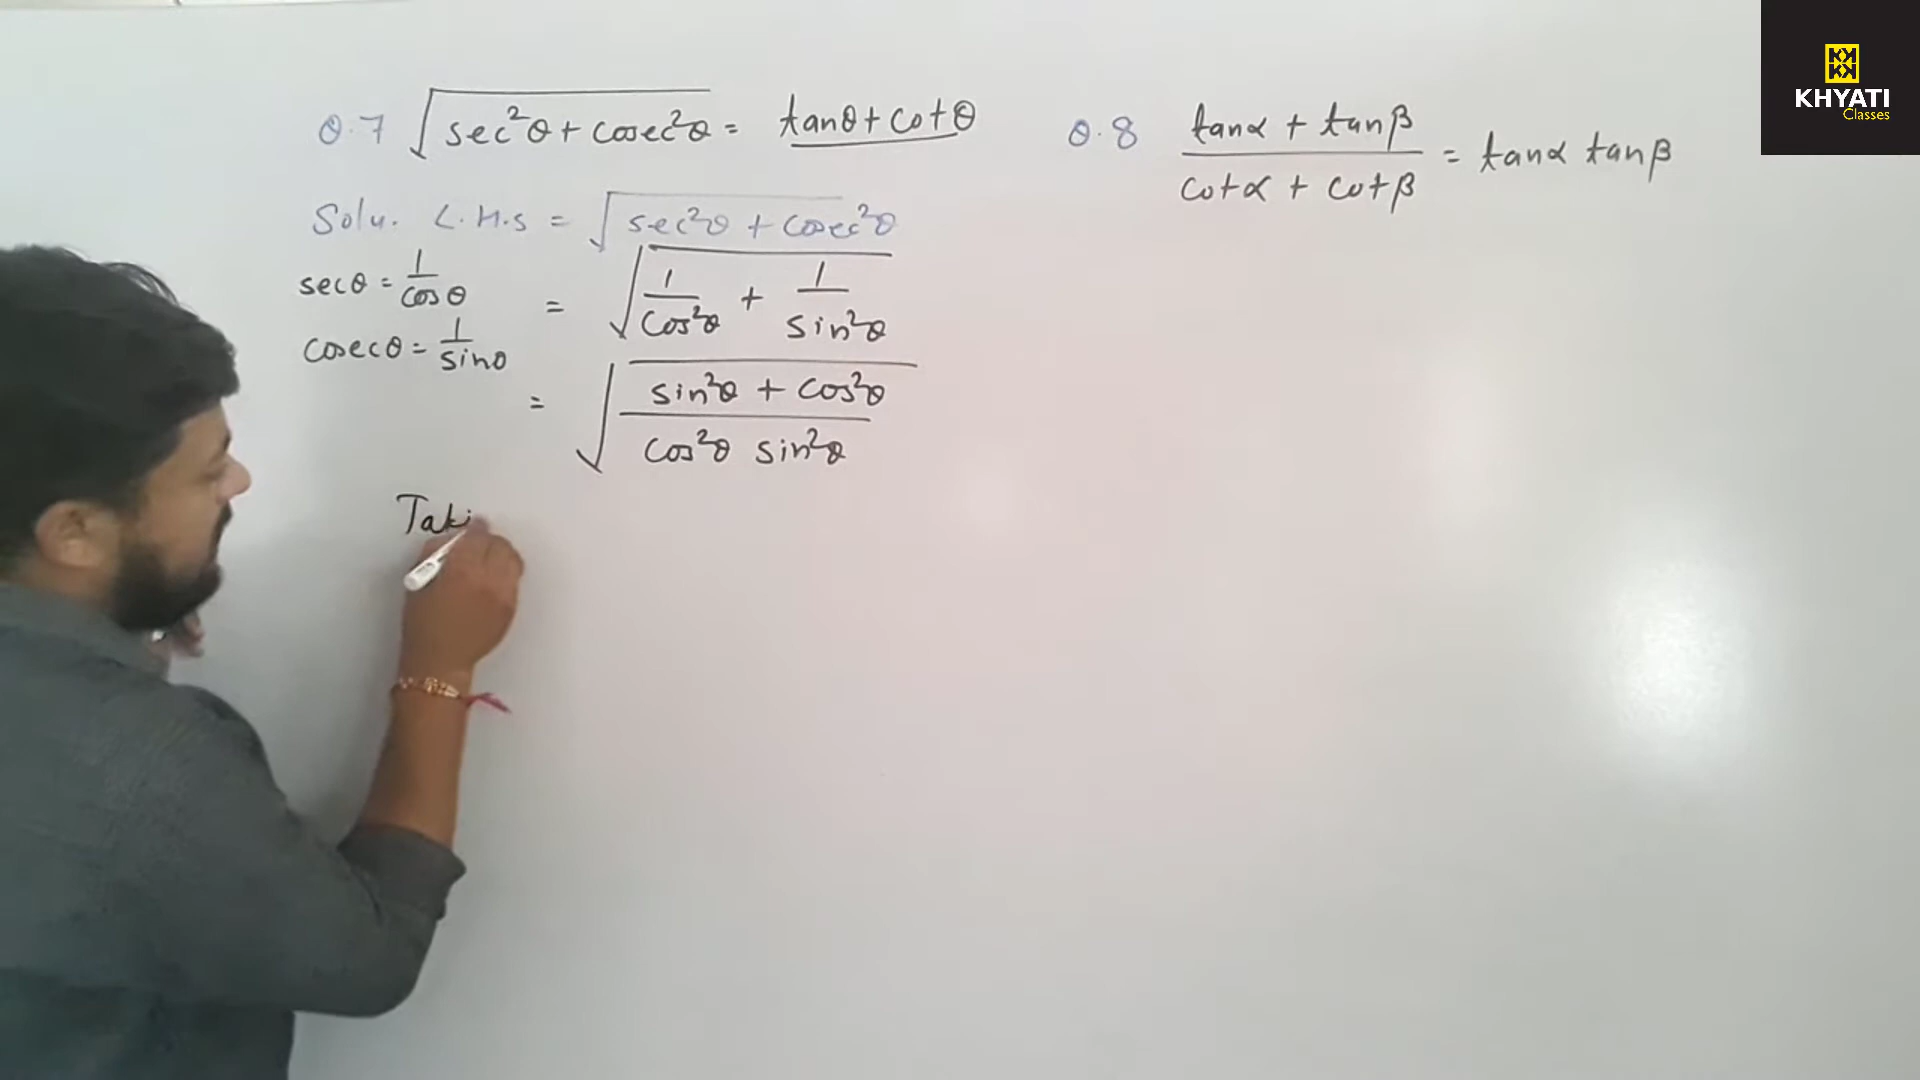 Q.7 √sec²θ + cosec²θ = tanθ + cotθ
Solu. L.H.S = √sec²θ + cosec²θ
secθ = 1/cosθ
= √1/cos²θ + 1/sin²θ
cosecθ = 1/sinθ
= √sin²θ + cos²θ / cos²θ sin²θ
Taki
Q.8 tanα + tanβ / cotα + cotβ = tanα tanβ
KHYATI
Classes